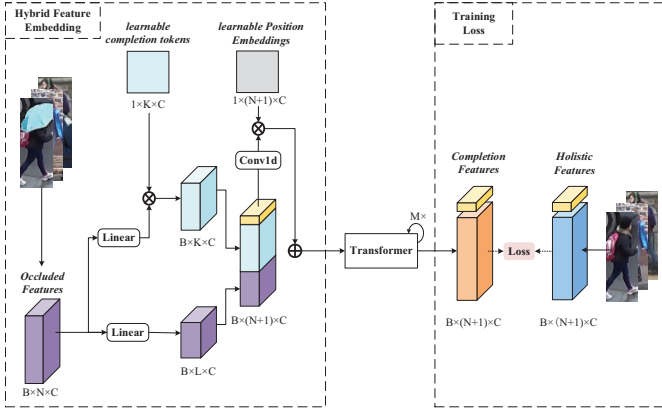 Hybrid Feature
Embedding
learnable
completion tokens
learnable Position
Embeddings
1×K×C
1×(N+1)×C
Conv1d
B×K×C
Linear
Occluded
Features
Linear
B×N×C
B×L×C
B×(N+1)×C
M×
Transformer
Training
Loss
Completion
Features
Holistic
Features
Loss
B×(N+1)×C
B×(N+1)×C